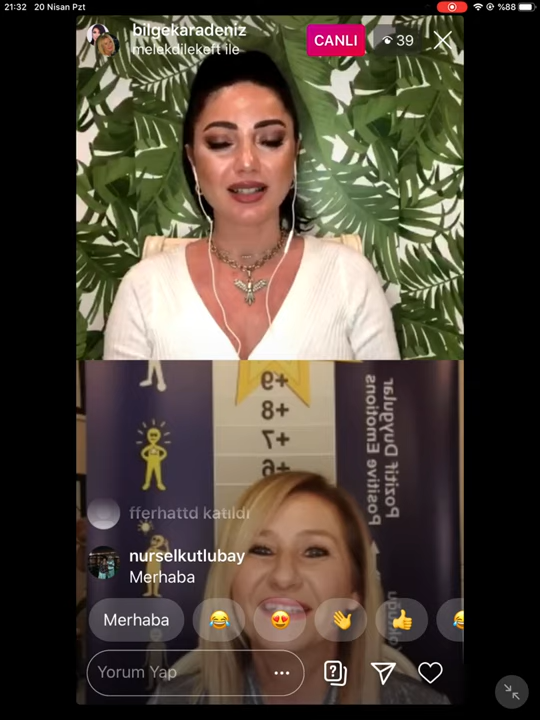 21:32 20 Nisan Pzt
%88
bilgekaradeniz
melekdilekeft ile
CANLI
39
9+
8+
7+
6+
Positive Emotions
Pozitif Duygular
fferhattd katıldı
nurselkutlubay
Merhaba
Merhaba
Yorum Yap